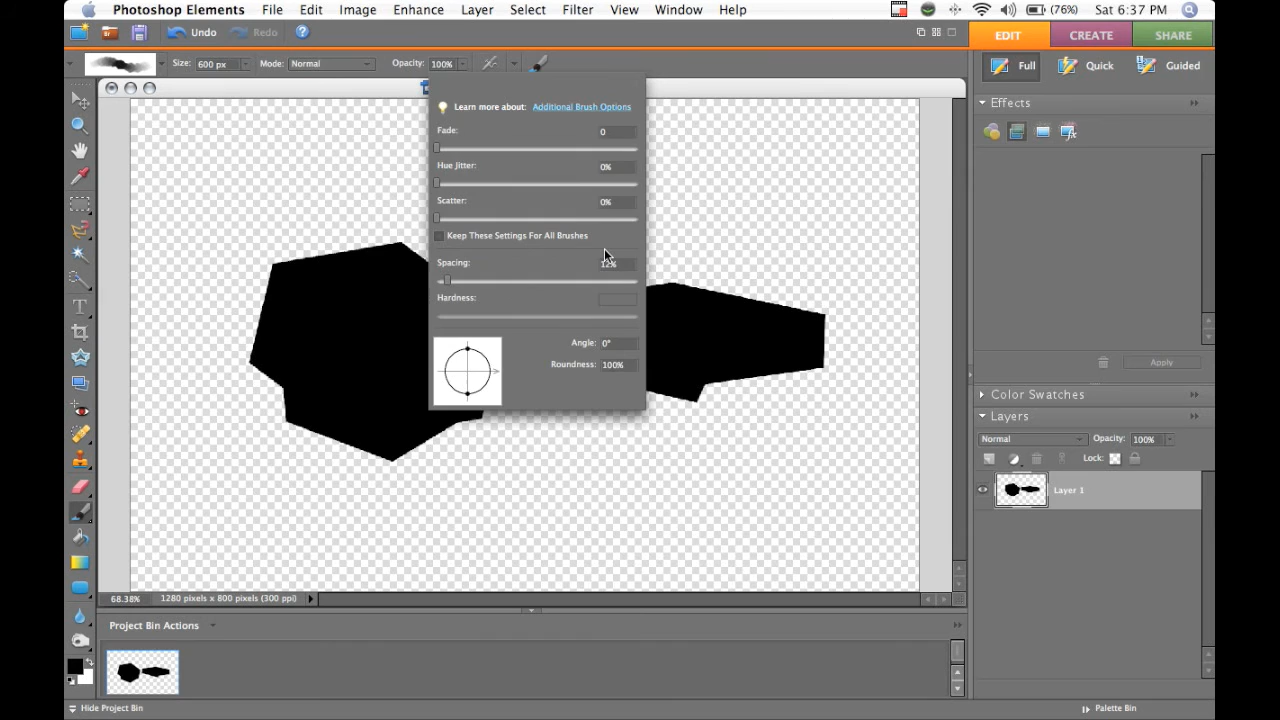 Photoshop Elements File Edit Image Enhance Layer Select Filter View Window Help (76%) Sat 6:37 PM
Undo Redo EDIT CREATE SHARE
Size: 600 px Mode: Normal Opacity: 100% Full Quick Guided
Learn more about: Additional Brush Options
Fade: 0
Hue Jitter: 0%
Scatter: 0%
Keep These Settings For All Brushes
Spacing: 12%
Hardness:
Angle: 0°
Roundness: 100%
Effects
Apply
Color Swatches
Layers
Normal Opacity: 100%
Lock:
Layer 1
68.38% 1280 pixels x 800 pixels (300 ppi)
Project Bin Actions
Hide Project Bin Palette Bin